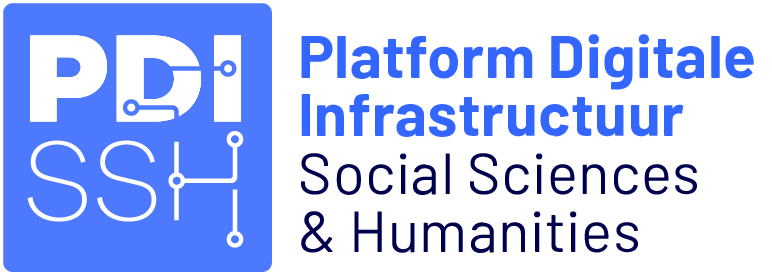 PDI
SSH
Platform Digitale
Infrastructuur
Social Sciences
& Humanities